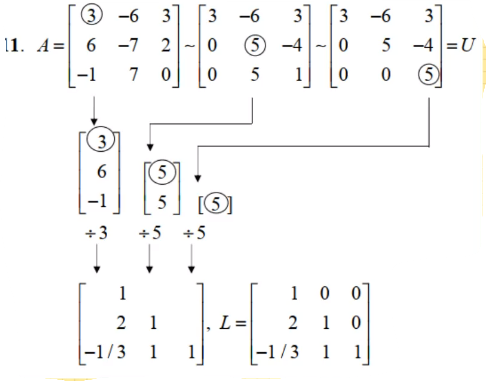 11. A = [ 3 −6 3 ] ~ [ 3 −6 3 ] ~ [ 3 −6 3 ] = U
[ 6 −7 2 ] [ 0 5 −4 ] [ 0 5 −4 ]
[ −1 7 0 ] [ 0 5 1 ] [ 0 0 5 ]
[ 3 ]
[ 6 ] [ 5 ]
[ −1 ] [ 5 ] [5]
÷3 ÷5 ÷5
[ 1 ] , L = [ 1 0 0 ]
[ 2 1 ] [ 2 1 0 ]
[ −1/3 1 1 ] [ −1/3 1 1 ]